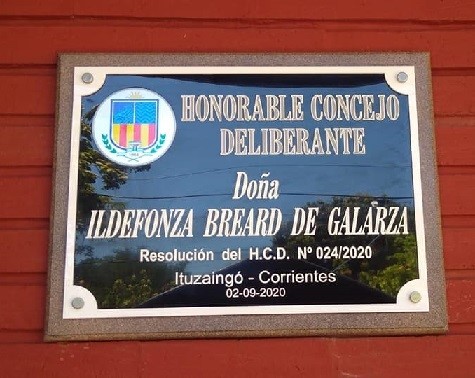 HONORABLE CONCEJO
DELIBERANTE
Doña
ILDEFONZA BREARD DE GALARZA
Resolución del H.C.D. Nº 024/2020
Ituzaingó - Corrientes
02-09-2020